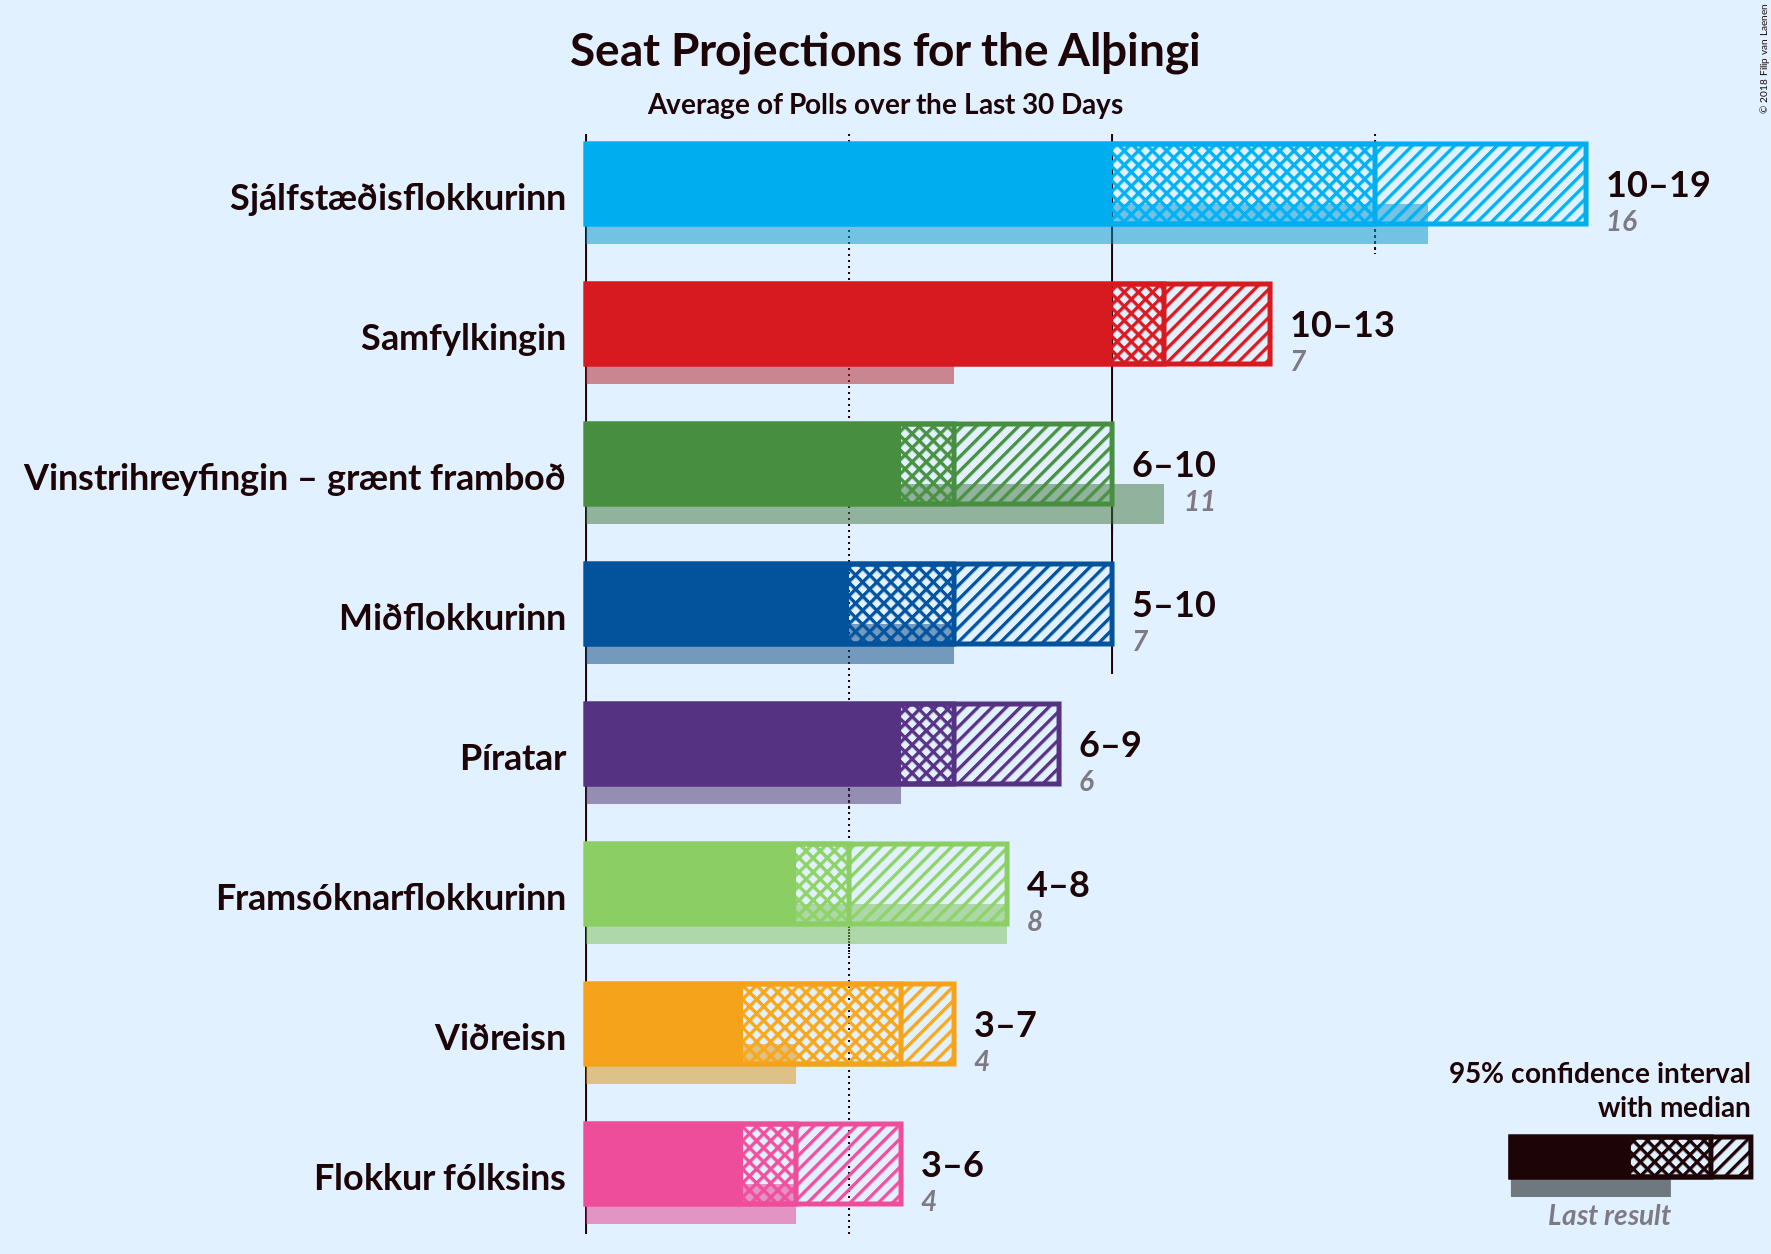 Seat Projections for the Alþingi
Average of Polls over the Last 30 Days
© 2018 Filip van Laenen
Sjálfstæðisflokkurinn
10–19
16
Samfylkingin
10–13
7
Vinstrihreyfingin – grænt framboð
6–10
11
Miðflokkurinn
5–10
7
Píratar
6–9
6
Framsóknarflokkurinn
4–8
8
Viðreisn
3–7
4
Flokkur fólksins
3–6
4
95% confidence interval
with median
Last result